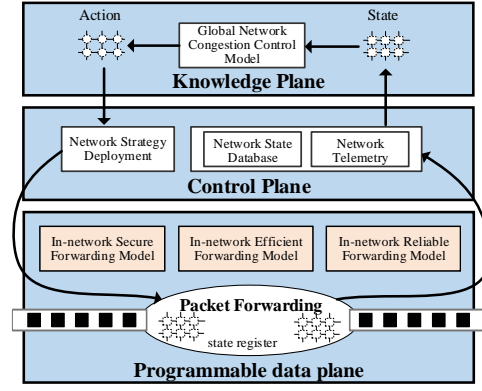 Action
Global Network
Congestion Control
Model
State
Knowledge Plane
Network Strategy
Deployment
Network State
Database
Network
Telemetry
Control Plane
In-network Secure
Forwarding Model
In-network Efficient
Forwarding Model
In-network Reliable
Forwarding Model
Packet Forwarding
state register
Programmable data plane